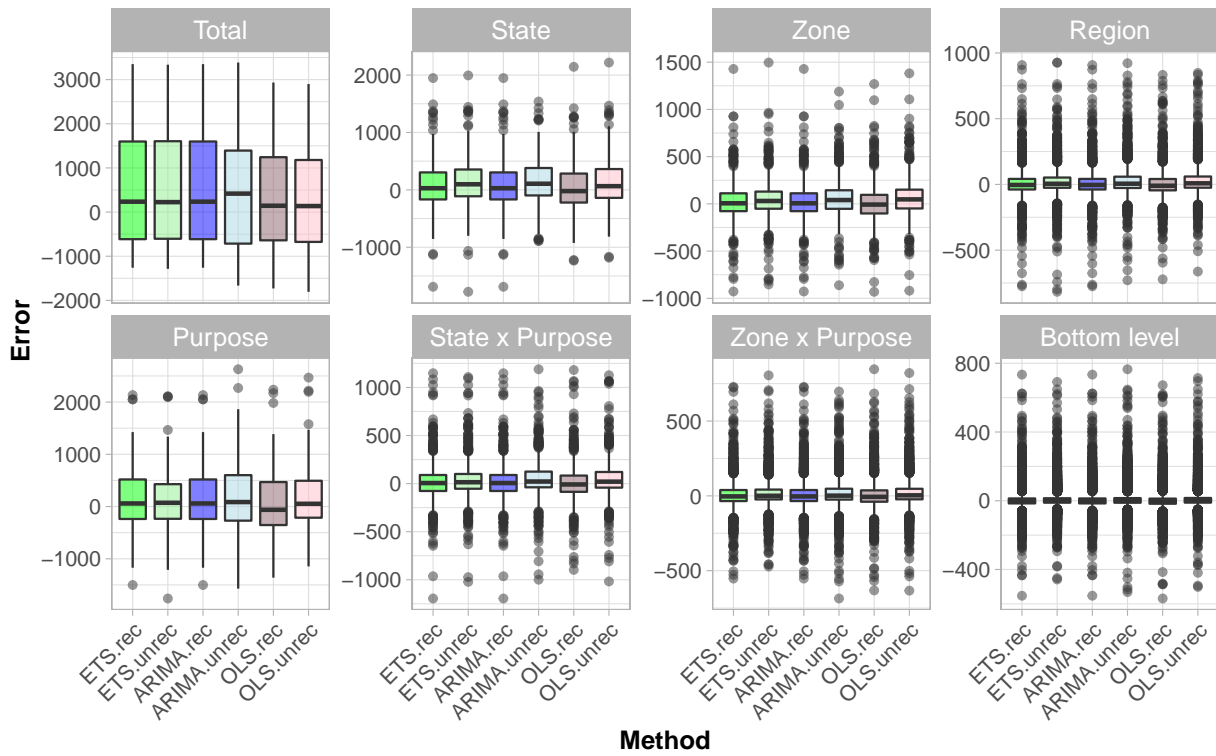 Total
State
Zone
Region
3000
2000
1000
0
−1000
−2000
2000
1000
0
−1000
1500
1000
500
0
−500
−1000
1000
500
0
−500
Error
Purpose
State x Purpose
Zone x Purpose
Bottom level
2000
1000
0
−1000
1000
500
0
−500
−1000
500
0
−500
800
400
0
−400
ETS.rec
ETS.unrec
ARIMA.rec
ARIMA.unrec
OLS.rec
OLS.unrec
ETS.rec
ETS.unrec
ARIMA.rec
ARIMA.unrec
OLS.rec
OLS.unrec
ETS.rec
ETS.unrec
ARIMA.rec
ARIMA.unrec
OLS.rec
OLS.unrec
ETS.rec
ETS.unrec
ARIMA.rec
ARIMA.unrec
OLS.rec
OLS.unrec
Method